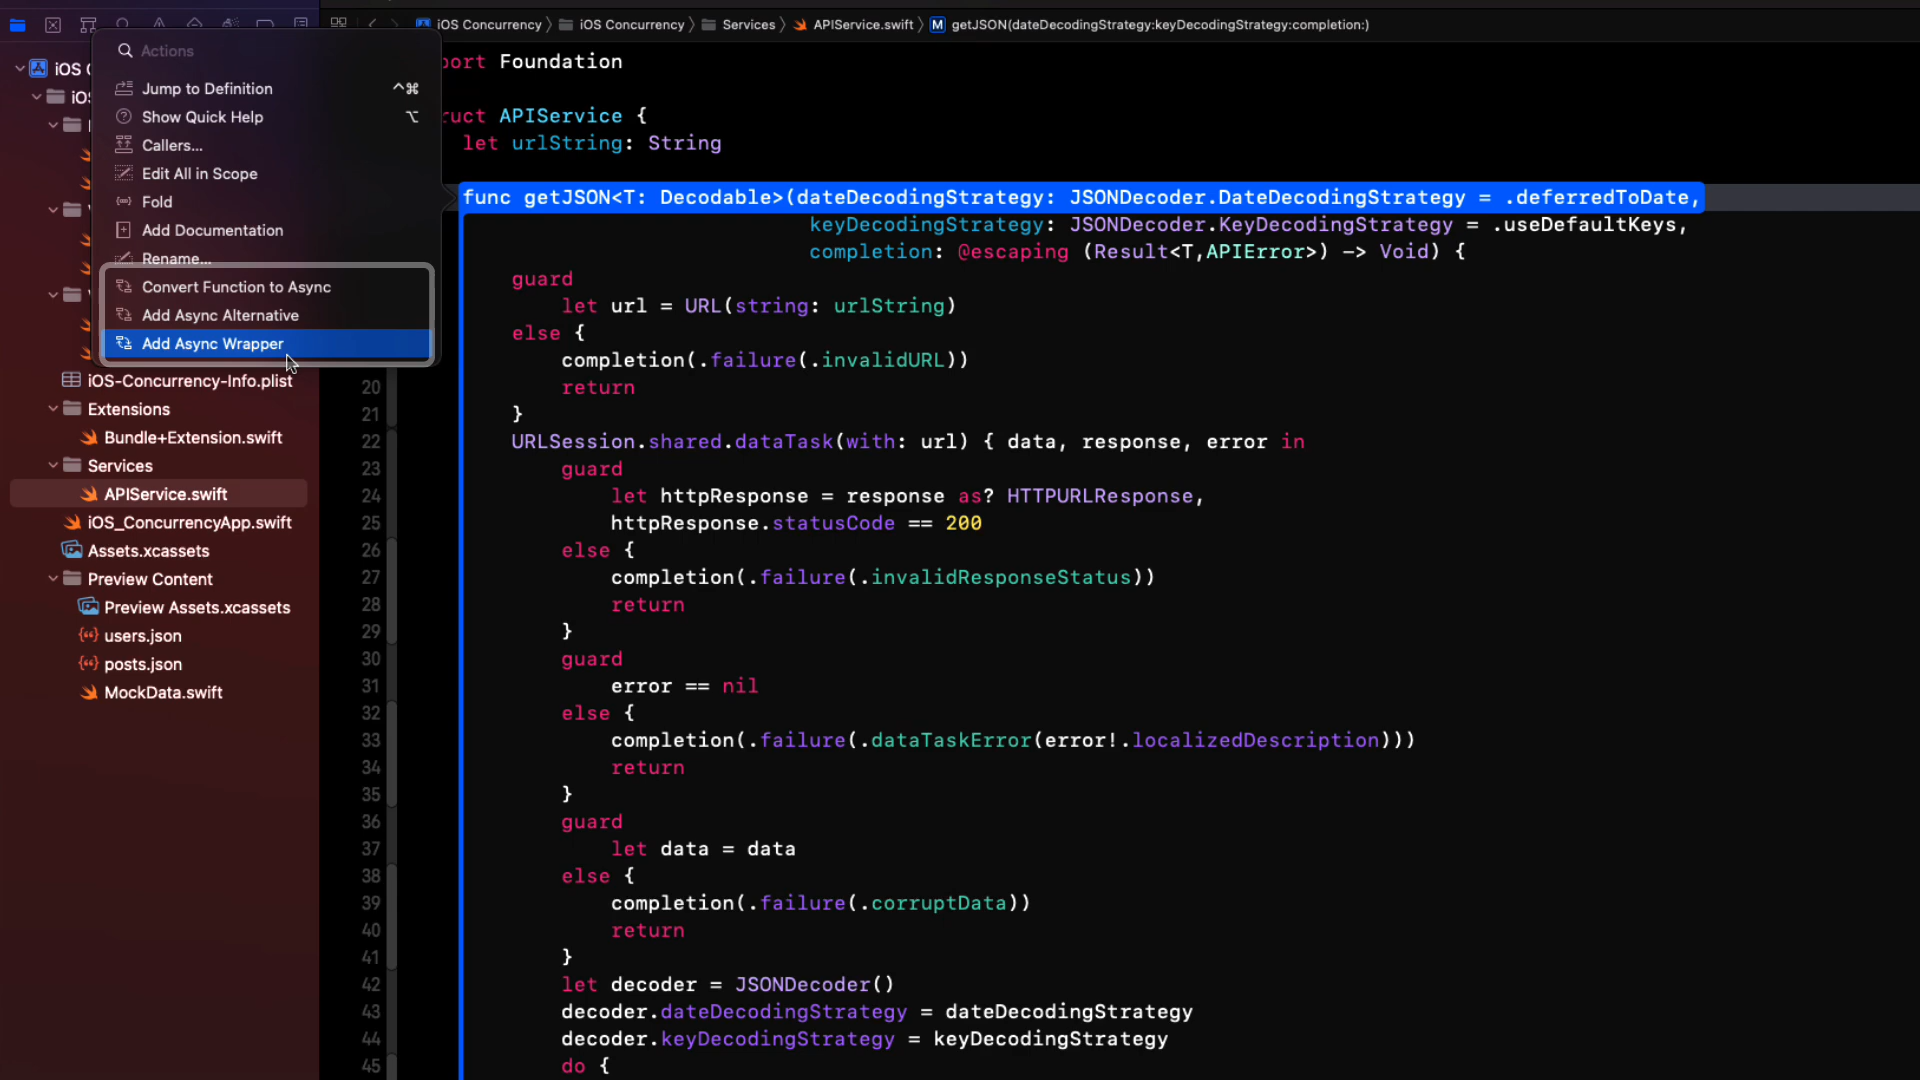 iOS Concurrency
iOS Concurrency
Services
APIService.swift
M
getJSON(dateDecodingStrategy:keyDecodingStrategy:completion:)
Actions
Jump to Definition ^⌘
Show Quick Help ⌥
Callers...
Edit All in Scope
Fold
Add Documentation
Rename...
Convert Function to Async
Add Async Alternative
Add Async Wrapper
iOS
iOS-Concurrency-Info.plist
Extensions
Bundle+Extension.swift
Services
APIService.swift
iOS_ConcurrencyApp.swift
Assets.xcassets
Preview Content
Preview Assets.xcassets
users.json
posts.json
MockData.swift
port Foundation
ruct APIService {
let urlString: String
func getJSON<T: Decodable>(dateDecodingStrategy: JSONDecoder.DateDecodingStrategy = .deferredToDate,
keyDecodingStrategy: JSONDecoder.KeyDecodingStrategy = .useDefaultKeys,
completion: @escaping (Result<T,APIError>) -> Void) {
guard
let url = URL(string: urlString)
else {
completion(.failure(.invalidURL))
20 return
21 }
22 URLSession.shared.dataTask(with: url) { data, response, error in
23 guard
24 let httpResponse = response as? HTTPURLResponse,
25 httpResponse.statusCode == 200
26 else {
27 completion(.failure(.invalidResponseStatus))
28 return
29 }
30 guard
31 error == nil
32 else {
33 completion(.failure(.dataTaskError(error!.localizedDescription)))
34 return
35 }
36 guard
37 let data = data
38 else {
39 completion(.failure(.corruptData))
40 return
41 }
42 let decoder = JSONDecoder()
43 decoder.dateDecodingStrategy = dateDecodingStrategy
44 decoder.keyDecodingStrategy = keyDecodingStrategy
45 do {